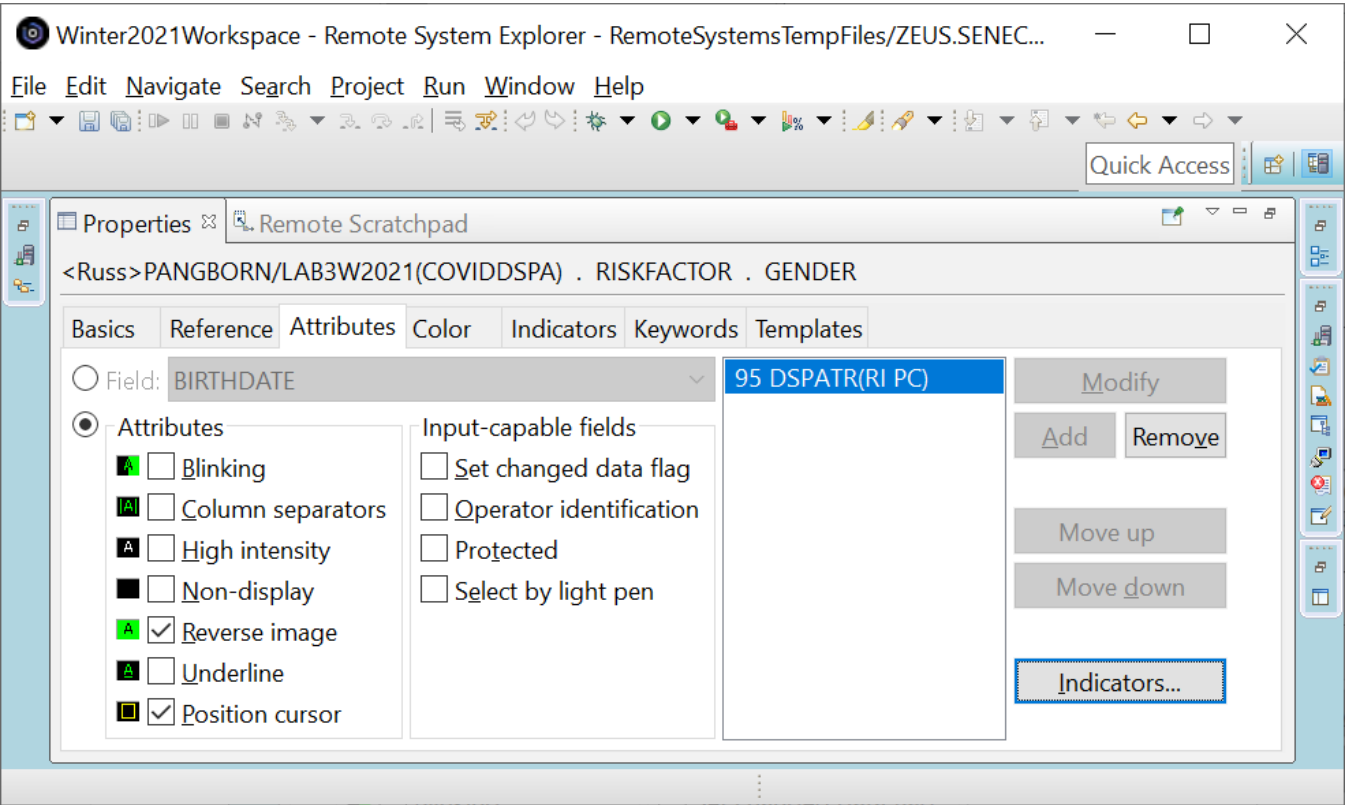 Winter2021Workspace - Remote System Explorer - RemoteSystemsTempFiles/ZEUS.SENEC...
File Edit Navigate Search Project Run Window Help
Quick Access
Properties Remote Scratchpad
<Russ>PANGBORN/LAB3W2021(COVIDDSPA) . RISKFACTOR . GENDER
Basics Reference Attributes Color Indicators Keywords Templates
Field: BIRTHDATE 95 DSPATR(RI PC) Modify
Attributes Input-capable fields Add Remove
Blinking Set changed data flag
Column separators Operator identification
High intensity Protected Move up
Non-display Select by light pen Move down
Reverse image
Underline Indicators...
Position cursor